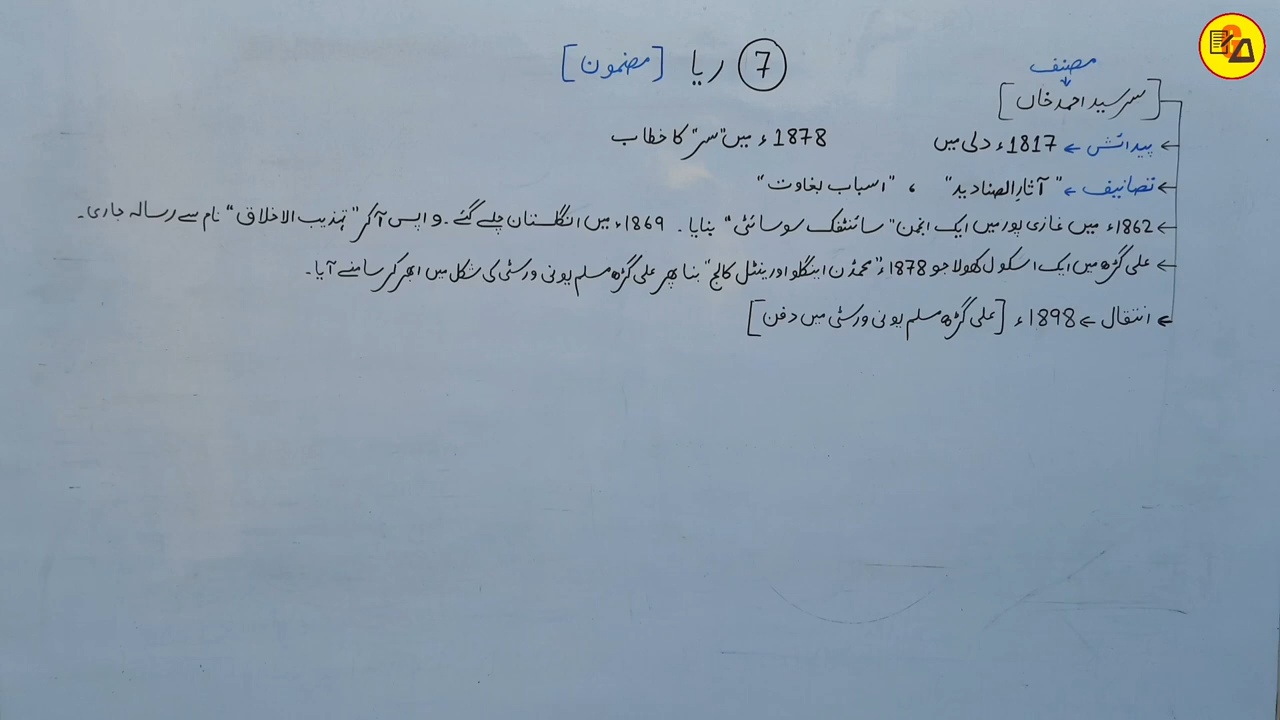 7 ریا [مضمون]
مصنف
[سرسید احمد خاں]
پیدائش ← 1817ء دلی میں 1878ء میں "سر" کا خطاب
تصانیف ← "آثارالصنادید" ، "اسباب بغاوت"
← 1862ء میں غازی پور میں ایک انجمن "سائنٹفک سوسائٹی" بنایا ۔ 1869ء میں انگلستان چلے گئے ۔ واپس آکر "تہذیب الاخلاق" نام سے رسالہ جاری ۔
← علی گڑھ میں ایک اسکول کھولا جو 1878ء "محمڈن اینگلو اورینٹل کالج" بنا پھر علی گڑھ مسلم یونی ورسٹی کی شکل میں ابھر کر سامنے آیا ۔
← انتقال ← 1898ء [علی گڑھ مسلم یونی ورسٹی میں دفن]